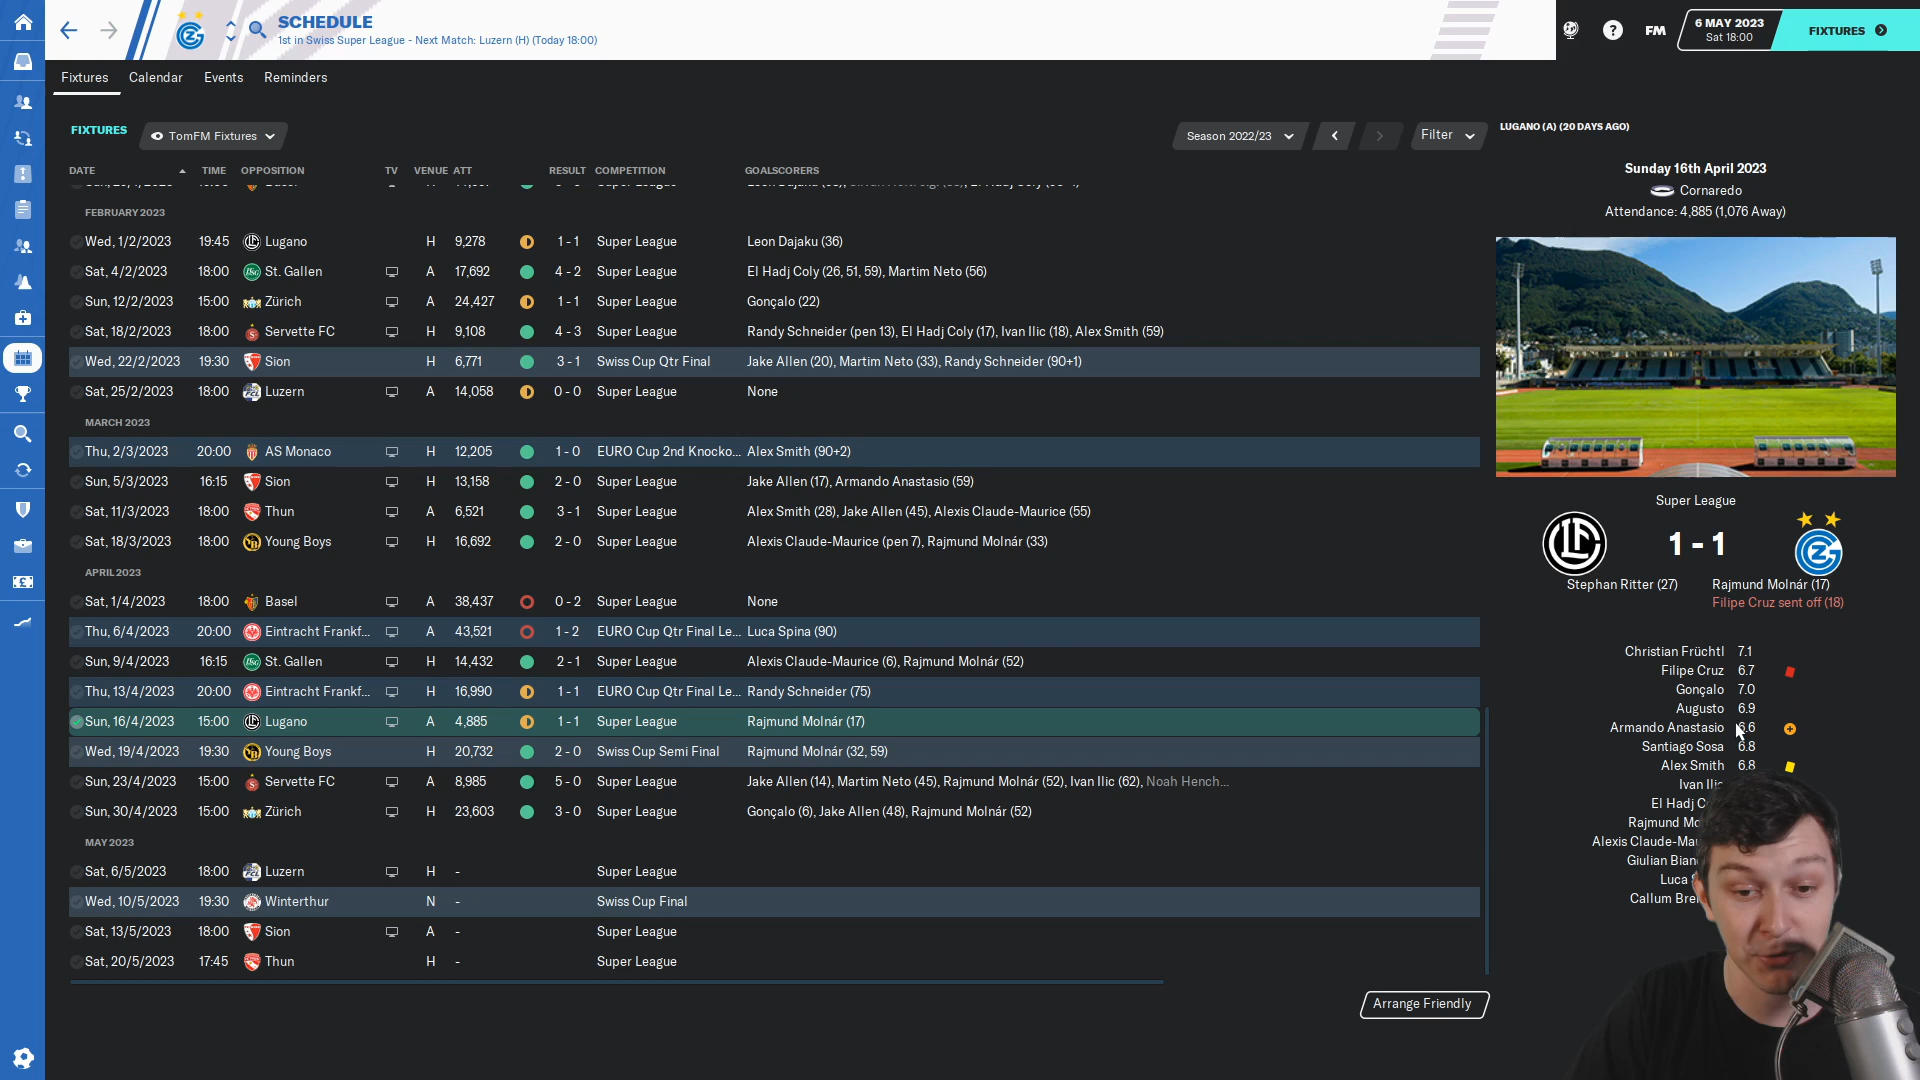 SCHEDULE
1st in Swiss Super League - Next Match: Luzern (H) (Today 18:00)
FM
6 MAY 2023
Sat 18:00
FIXTURES
Fixtures Calendar Events Reminders
FIXTURES TomFM Fixtures Season 2022/23 Filter
DATE TIME OPPOSITION TV VENUE ATT RESULT COMPETITION GOALSCORERS
FEBRUARY 2023
Wed, 1/2/2023 19:45 Lugano H 9,278 1 - 1 Super League Leon Dajaku (36)
Sat, 4/2/2023 18:00 St. Gallen A 17,692 4 - 2 Super League El Hadj Coly (26, 51, 59), Martim Neto (56)
Sun, 12/2/2023 15:00 Zürich A 24,427 1 - 1 Super League Gonçalo (22)
Sat, 18/2/2023 18:00 Servette FC H 9,108 4 - 3 Super League Randy Schneider (pen 13), El Hadj Coly (17), Ivan Ilic (18), Alex Smith (59)
Wed, 22/2/2023 19:30 Sion H 6,771 3 - 1 Swiss Cup Qtr Final Jake Allen (20), Martim Neto (33), Randy Schneider (90+1)
Sat, 25/2/2023 18:00 Luzern A 14,058 0 - 0 Super League None
MARCH 2023
Thu, 2/3/2023 20:00 AS Monaco H 12,205 1 - 0 EURO Cup 2nd Knocko... Alex Smith (90+2)
Sun, 5/3/2023 16:15 Sion H 13,158 2 - 0 Super League Jake Allen (17), Armando Anastasio (59)
Sat, 11/3/2023 18:00 Thun A 6,521 3 - 1 Super League Alex Smith (28), Jake Allen (45), Alexis Claude-Maurice (55)
Sat, 18/3/2023 18:00 Young Boys H 16,692 2 - 0 Super League Alexis Claude-Maurice (pen 7), Rajmund Molnár (33)
APRIL 2023
Sat, 1/4/2023 18:00 Basel A 38,437 0 - 2 Super League None
Thu, 6/4/2023 20:00 Eintracht Frankf... A 43,521 1 - 2 EURO Cup Qtr Final Le... Luca Spina (90)
Sun, 9/4/2023 16:15 St. Gallen H 14,432 2 - 1 Super League Alexis Claude-Maurice (6), Rajmund Molnár (52)
Thu, 13/4/2023 20:00 Eintracht Frankf... H 16,990 1 - 1 EURO Cup Qtr Final Le... Randy Schneider (75)
Sun, 16/4/2023 15:00 Lugano A 4,885 1 - 1 Super League Rajmund Molnár (17)
Wed, 19/4/2023 19:30 Young Boys H 20,732 2 - 0 Swiss Cup Semi Final Rajmund Molnár (32, 59)
Sun, 23/4/2023 15:00 Servette FC A 8,985 5 - 0 Super League Jake Allen (14), Martim Neto (45), Rajmund Molnár (52), Ivan Ilic (62), Noah Hench...
Sun, 30/4/2023 15:00 Zürich H 23,603 3 - 0 Super League Gonçalo (6), Jake Allen (48), Rajmund Molnár (52)
MAY 2023
Sat, 6/5/2023 18:00 Luzern H - Super League
Wed, 10/5/2023 19:30 Winterthur N - Swiss Cup Final
Sat, 13/5/2023 18:00 Sion A - Super League
Sat, 20/5/2023 17:45 Thun H - Super League
Arrange Friendly
LUGANO (A) (20 DAYS AGO)
Sunday 16th April 2023
Cornaredo
Attendance: 4,885 (1,076 Away)
Super League
1 - 1
Stephan Ritter (27) Rajmund Molnár (17)
Filipe Cruz sent off (18)
Christian Früchtl 7.1
Filipe Cruz 6.7
Gonçalo 7.0
Augusto 6.9
Armando Anastasio 6.6
Santiago Sosa 6.8
Alex Smith 6.8
Ivan Ilic
El Hadj
Rajmund
Alexis
Giulian
Luca
Callum